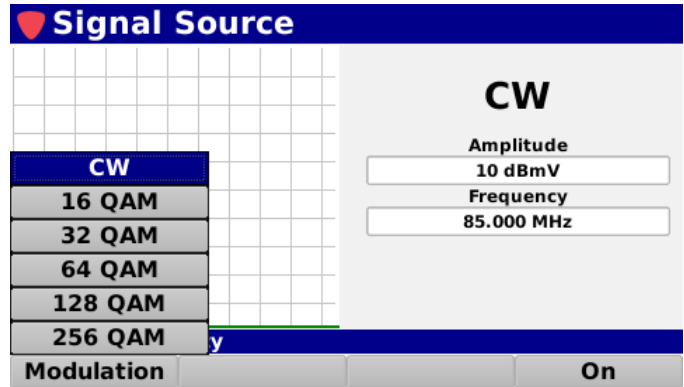 Signal Source
CW
Amplitude
10 dBmV
Frequency
85.000 MHz
CW
16 QAM
32 QAM
64 QAM
128 QAM
256 QAM
y
Modulation
On